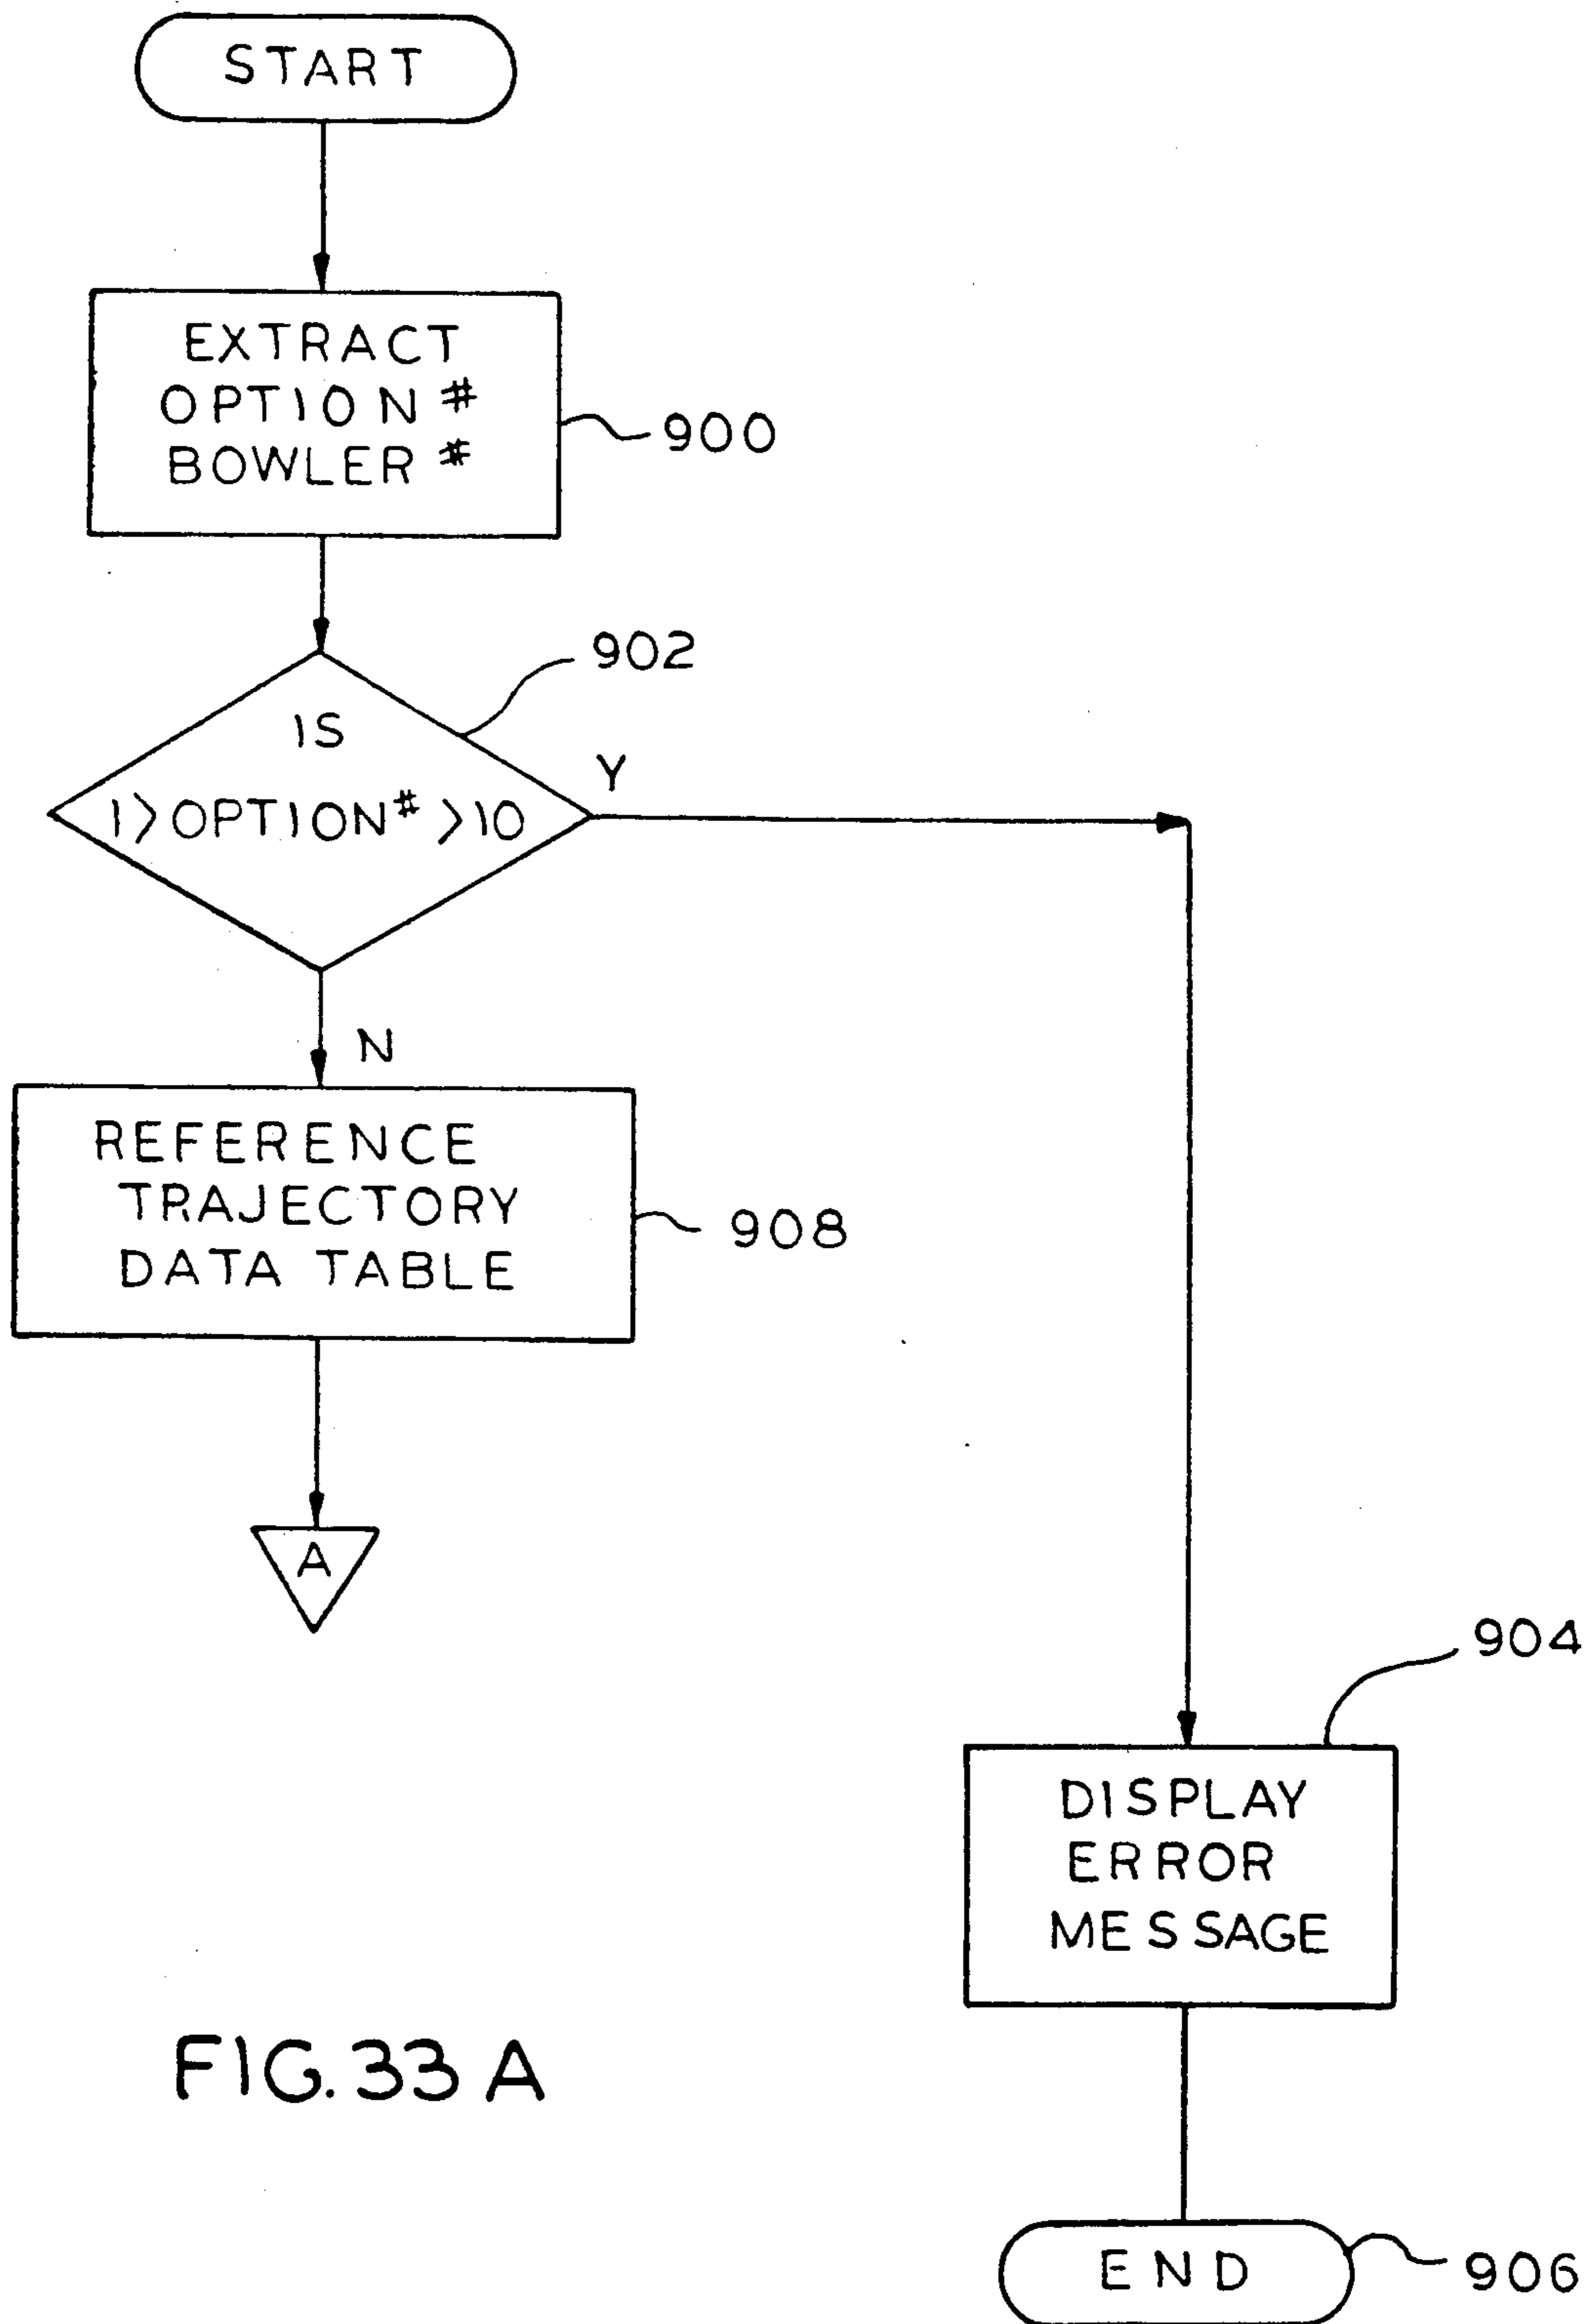 START
EXTRACT
OPTION #
BOWLER #
900
902
IS
1>OPTION# >10
Y
N
REFERENCE
TRAJECTORY
DATA TABLE
908
A
904
DISPLAY
ERROR
MESSAGE
FIG. 33 A
END
906